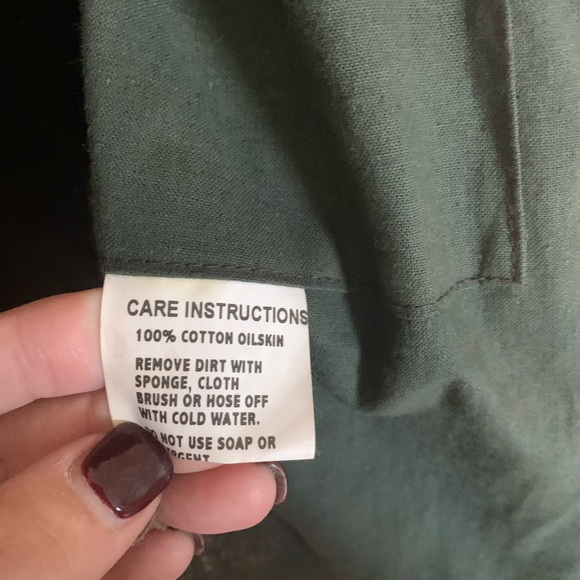 CARE INSTRUCTIONS
100% COTTON OILSKIN
REMOVE DIRT WITH
SPONGE, CLOTH
BRUSH OR HOSE OFF
WITH COLD WATER.
NOT USE SOAP OR